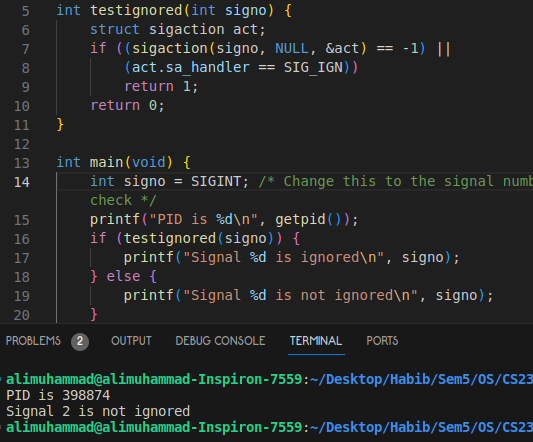 5 int testignored(int signo) {
6 struct sigaction act;
7 if ((sigaction(signo, NULL, &act) == -1) ||
8 (act.sa_handler == SIG_IGN))
9 return 1;
10 return 0;
11 }
12
13 int main(void) {
14 int signo = SIGINT; /* Change this to the signal numb
check */
15 printf("PID is %d\n", getpid());
16 if (testignored(signo)) {
17 printf("Signal %d is ignored\n", signo);
18 } else {
19 printf("Signal %d is not ignored\n", signo);
20 }
PROBLEMS 2 OUTPUT DEBUG CONSOLE TERMINAL PORTS
alimuhammad@alimuhammad-Inspiron-7559:~/Desktop/Habib/Sem5/OS/CS23
PID is 398874
Signal 2 is not ignored
alimuhammad@alimuhammad-Inspiron-7559:~/Desktop/Habib/Sem5/OS/CS23